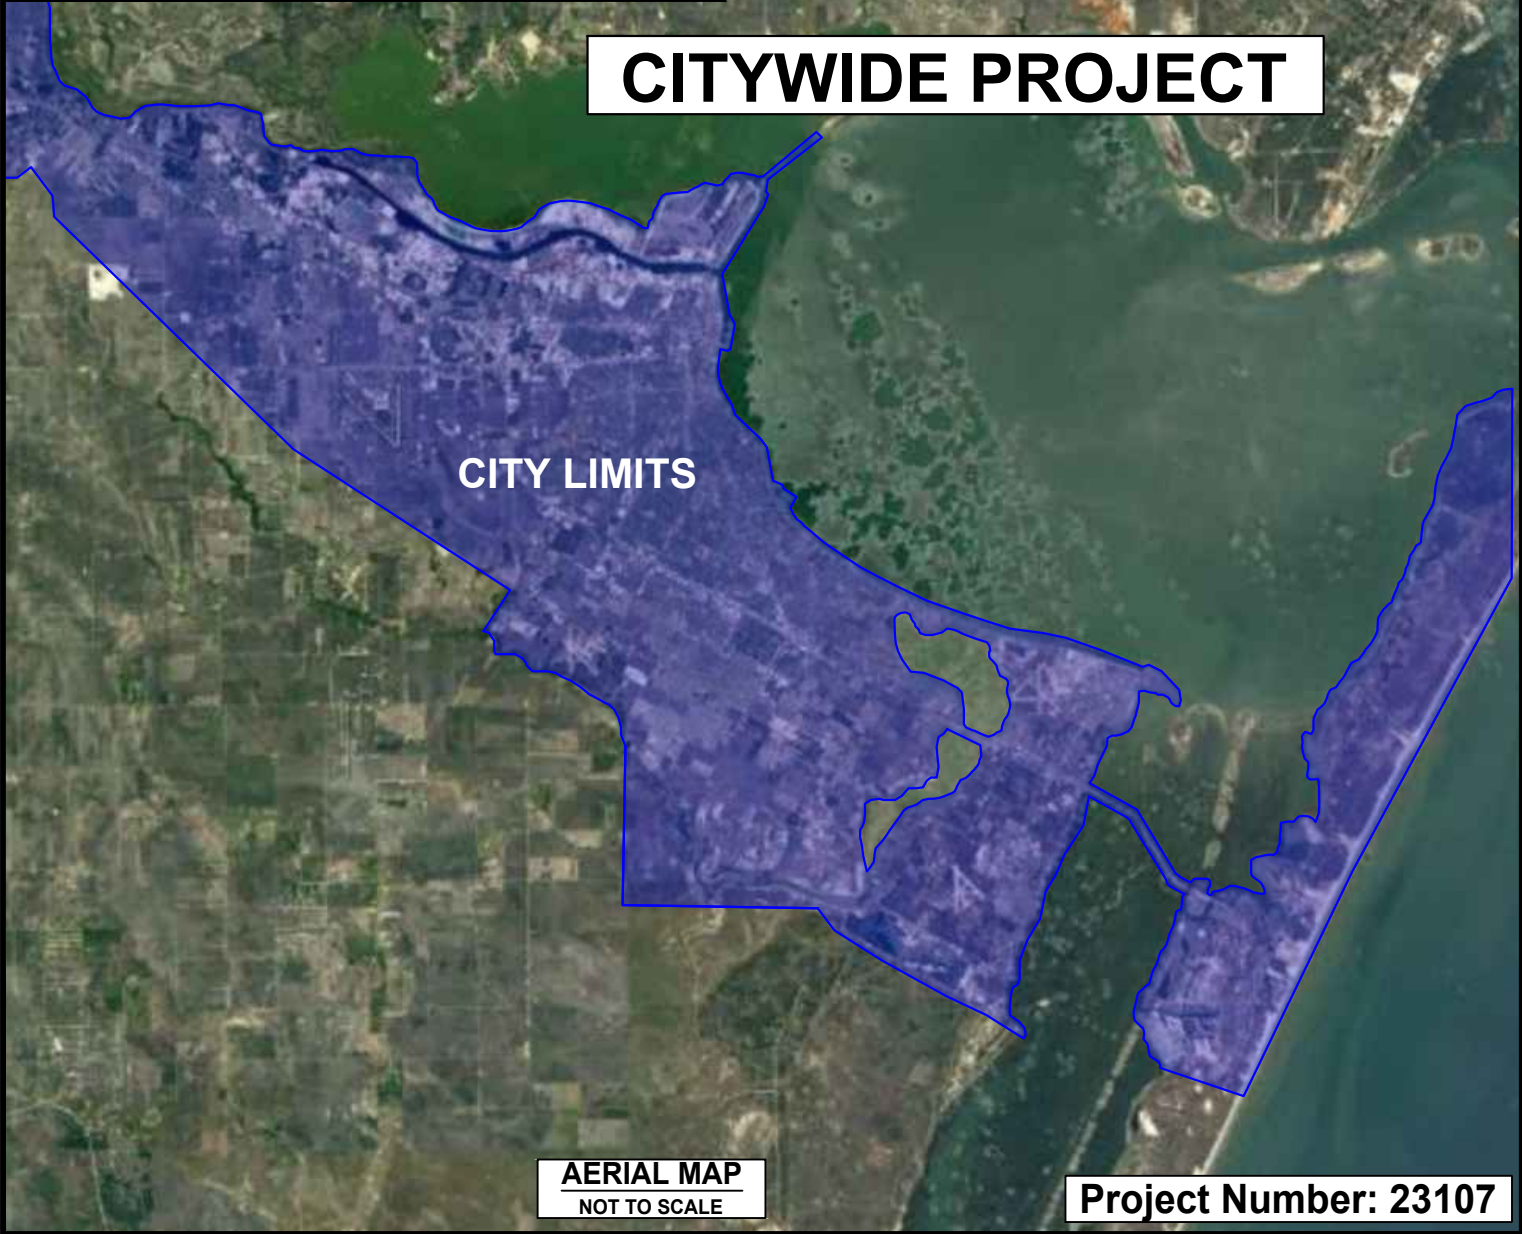 CITYWIDE PROJECT
CITY LIMITS
AERIAL MAP
NOT TO SCALE
Project Number: 23107